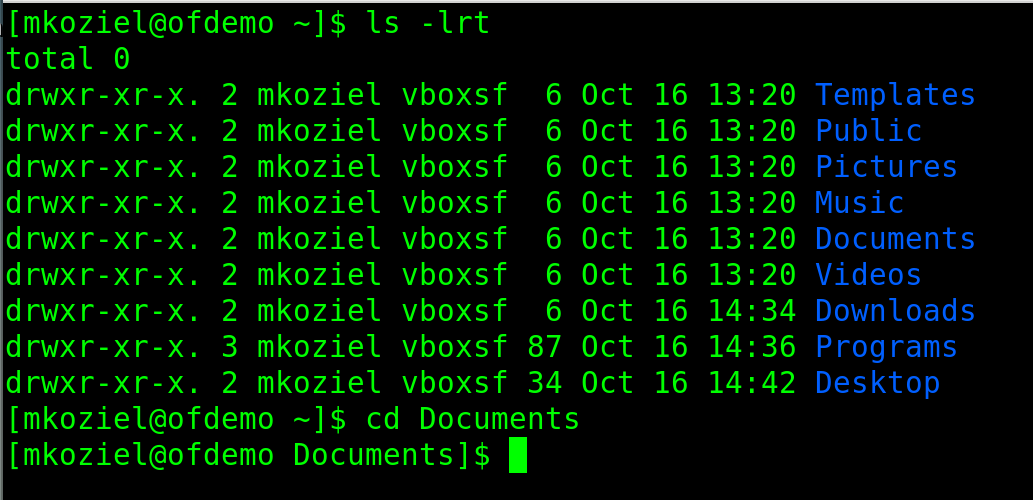 [mkoziel@ofdemo ~]$ ls -lrt
total 0
drwxr-xr-x. 2 mkoziel vboxsf  6 Oct 16 13:20 Templates
drwxr-xr-x. 2 mkoziel vboxsf  6 Oct 16 13:20 Public
drwxr-xr-x. 2 mkoziel vboxsf  6 Oct 16 13:20 Pictures
drwxr-xr-x. 2 mkoziel vboxsf  6 Oct 16 13:20 Music
drwxr-xr-x. 2 mkoziel vboxsf  6 Oct 16 13:20 Documents
drwxr-xr-x. 2 mkoziel vboxsf  6 Oct 16 13:20 Videos
drwxr-xr-x. 2 mkoziel vboxsf  6 Oct 16 14:34 Downloads
drwxr-xr-x. 3 mkoziel vboxsf 87 Oct 16 14:36 Programs
drwxr-xr-x. 2 mkoziel vboxsf 34 Oct 16 14:42 Desktop
[mkoziel@ofdemo ~]$ cd Documents
[mkoziel@ofdemo Documents]$